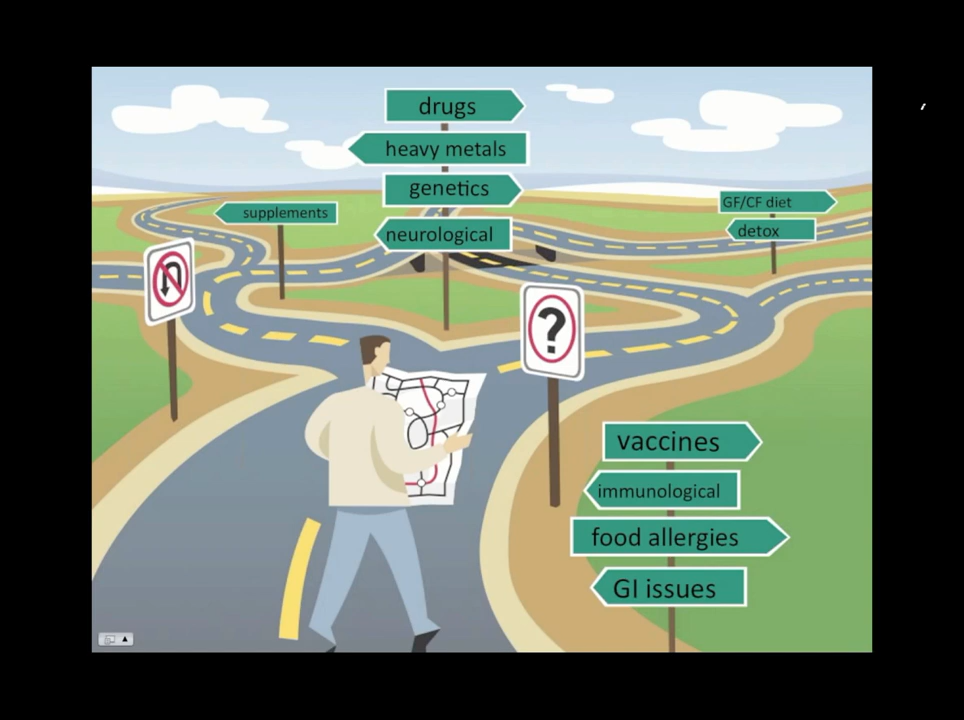 drugs
heavy metals
genetics
neurological
supplements
GF/CF diet
detox
?
vaccines
immunological
food allergies
GI issues